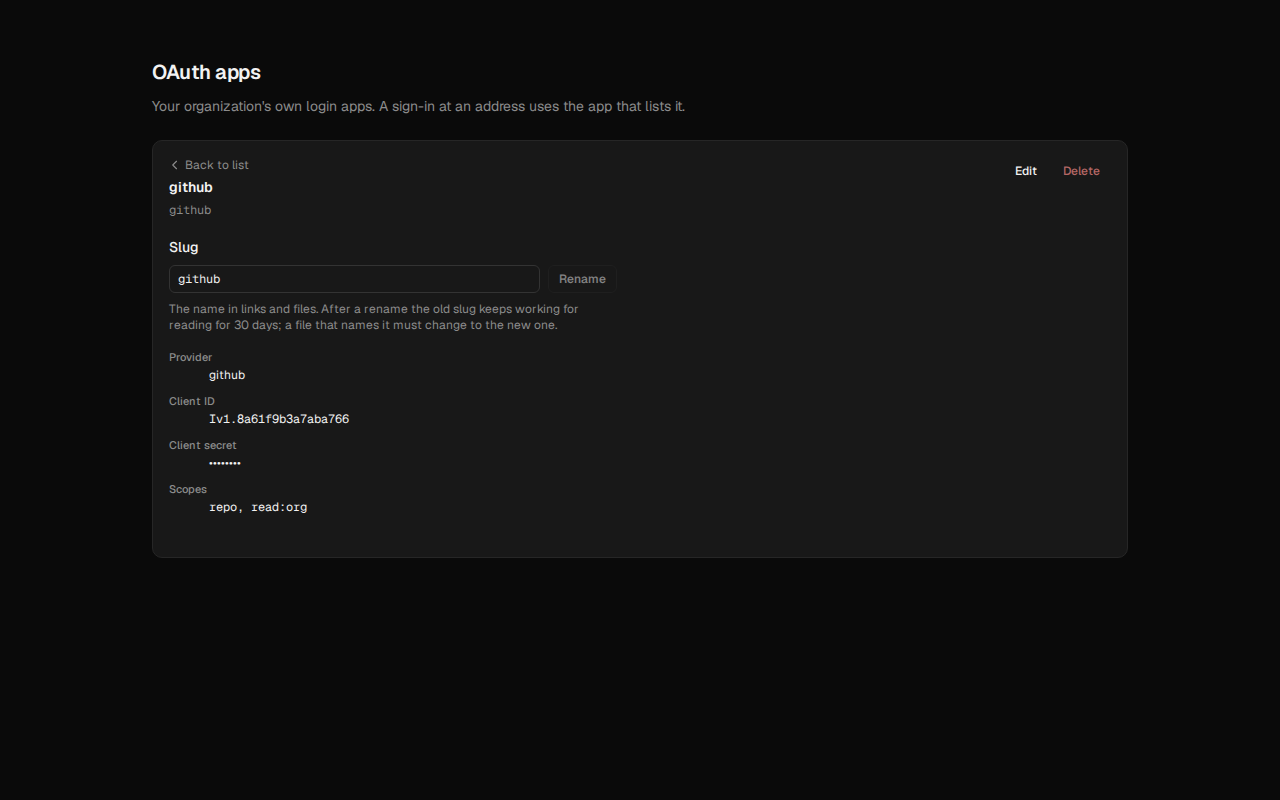 OAuth apps
Your organization's own login apps. A sign-in at an address uses the app that lists it.
Back to list
Edit
Delete
github
github
Slug
github
Rename
The name in links and files. After a rename the old slug keeps working for
reading for 30 days; a file that names it must change to the new one.
Provider
github
Client ID
Iv1.8a61f9b3a7aba766
Client secret
••••••••
Scopes
repo, read:org